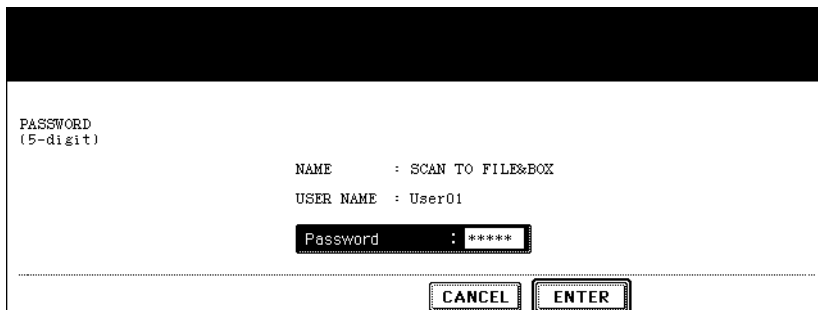 PASSWORD
(5-digit)
NAME : SCAN TO FILE&BOX
USER NAME : User01
Password : *****
CANCEL ENTER